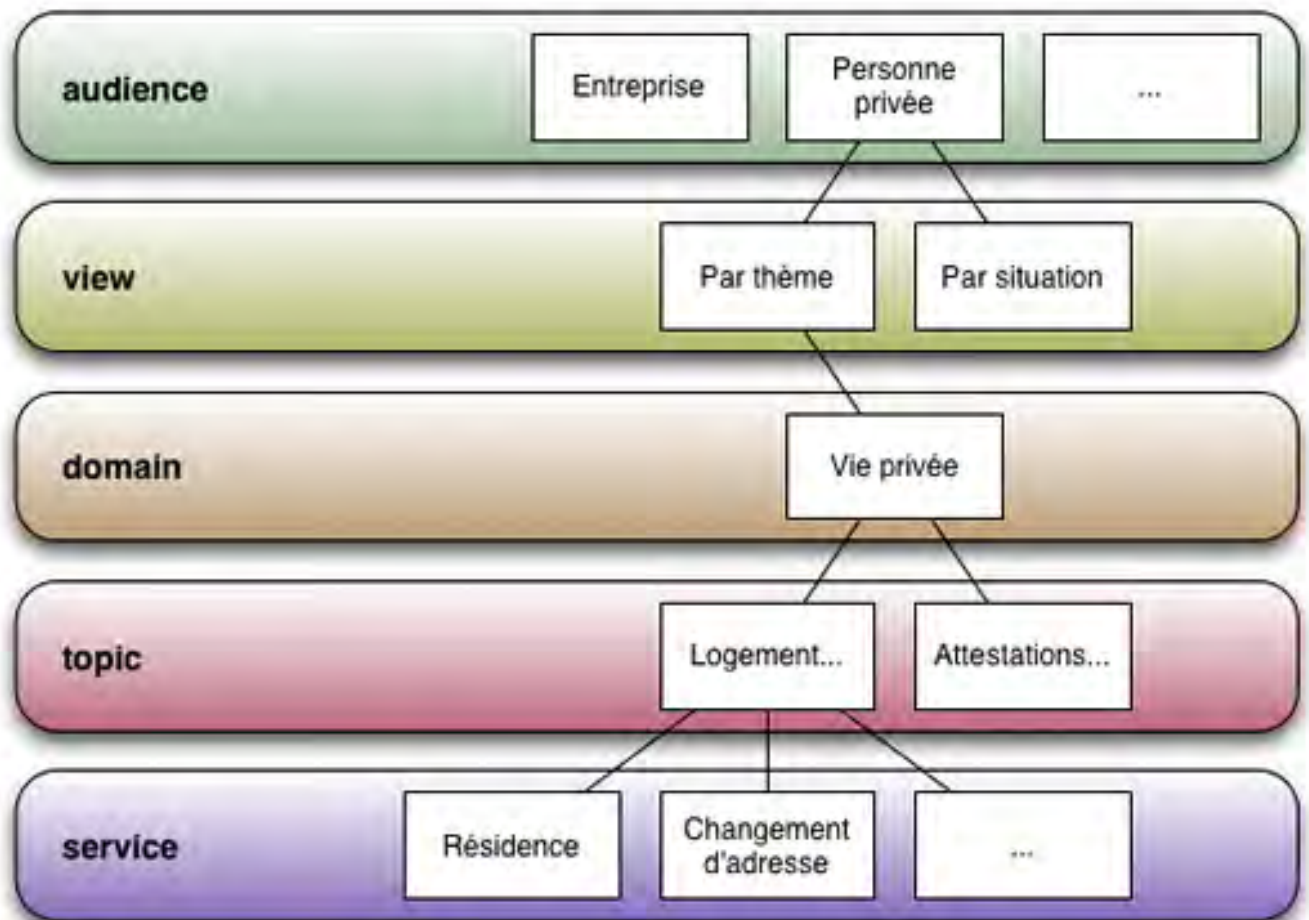 audience
Entreprise
Personne
privée
...
view
Par thème
Par situation
domain
Vie privée
topic
Logement...
Attestations...
service
Résidence
Changement
d'adresse
...